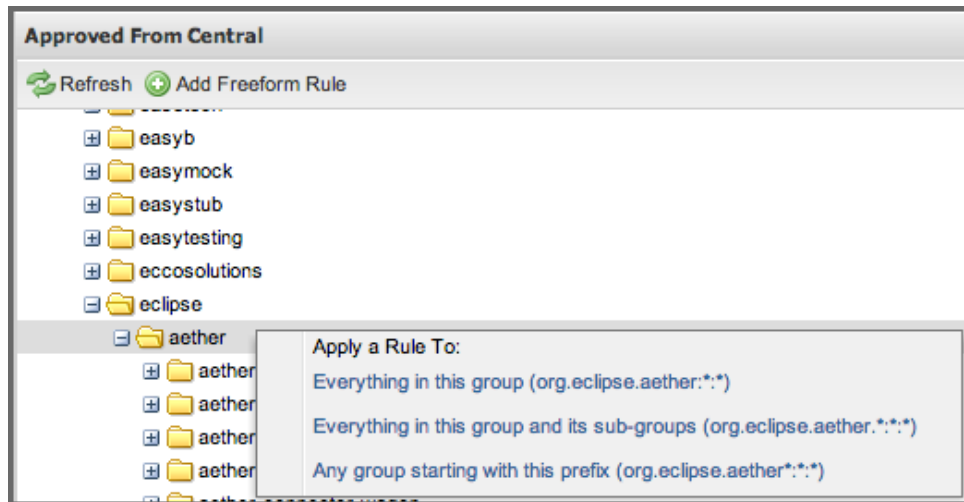 Approved From Central
Refresh Add Freeform Rule
easyb
easymock
easystub
easytesting
eccosolutions
eclipse
aether
Apply a Rule To:
aether
Everything in this group (org.eclipse.aether:*:*)
aether
Everything in this group and its sub-groups (org.eclipse.aether.*:*:*)
aether
aether
Any group starting with this prefix (org.eclipse.aether*:*:*)